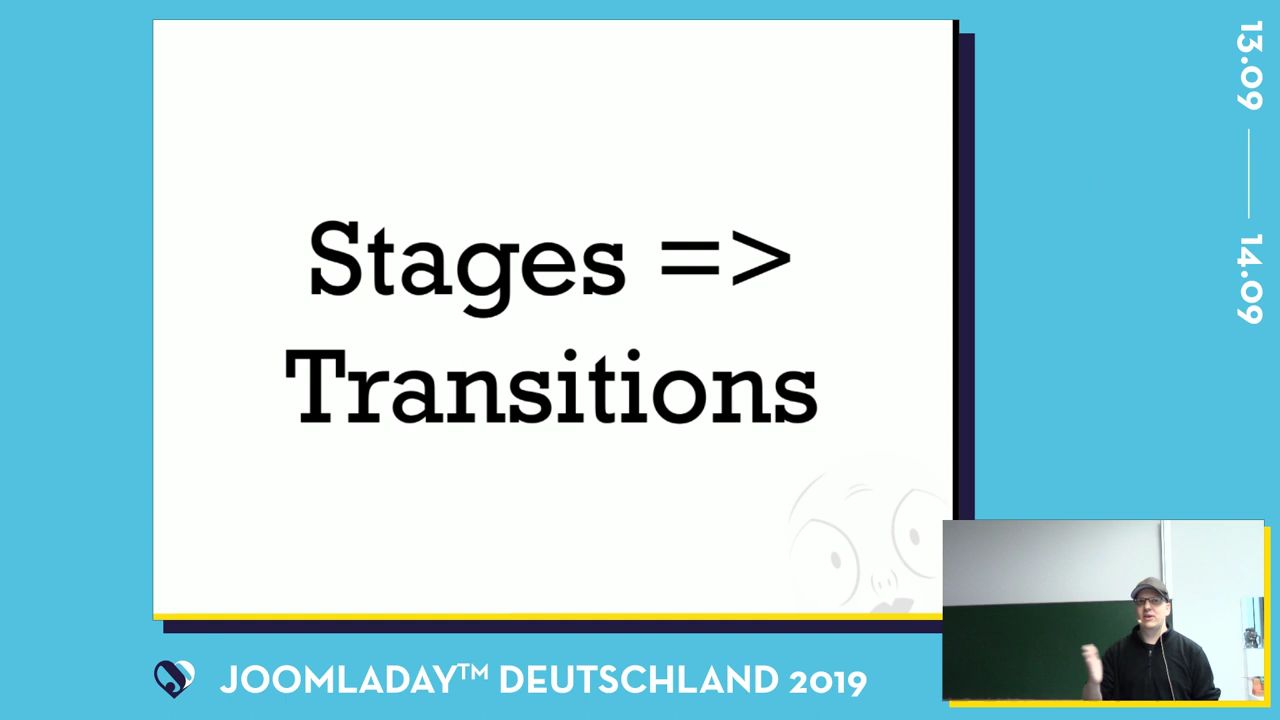 Stages =>
Transitions
JOOMLADAY™ DEUTSCHLAND 2019
13.09
14.09